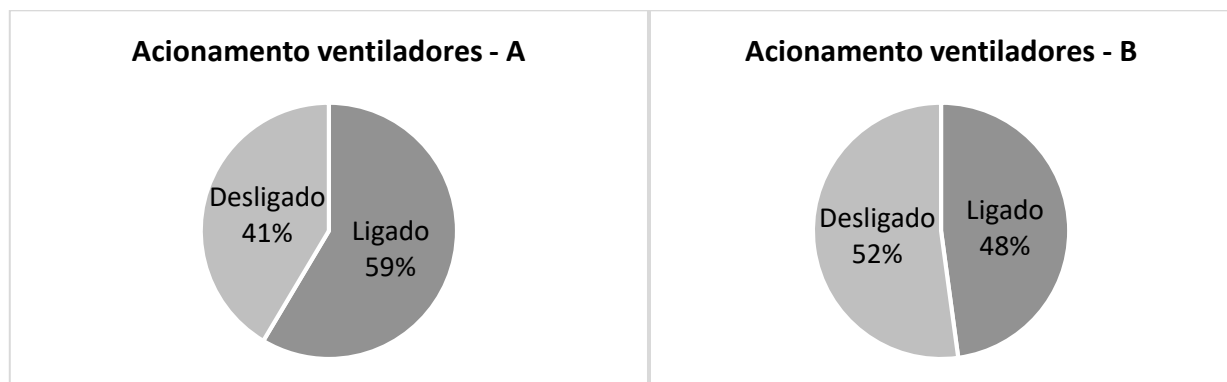 Acionamento ventiladores - A
Desligado
41%
Ligado
59%
Acionamento ventiladores - B
Desligado
52%
Ligado
48%